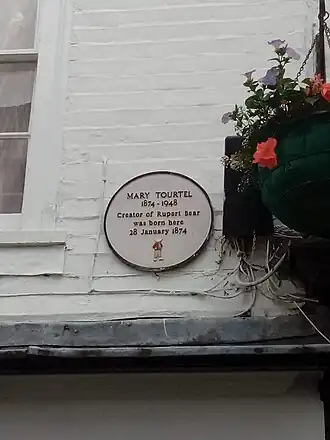 MARY TOURTEL
1874-1948
Creator of Rupert Bear
was born here
28 January 1874